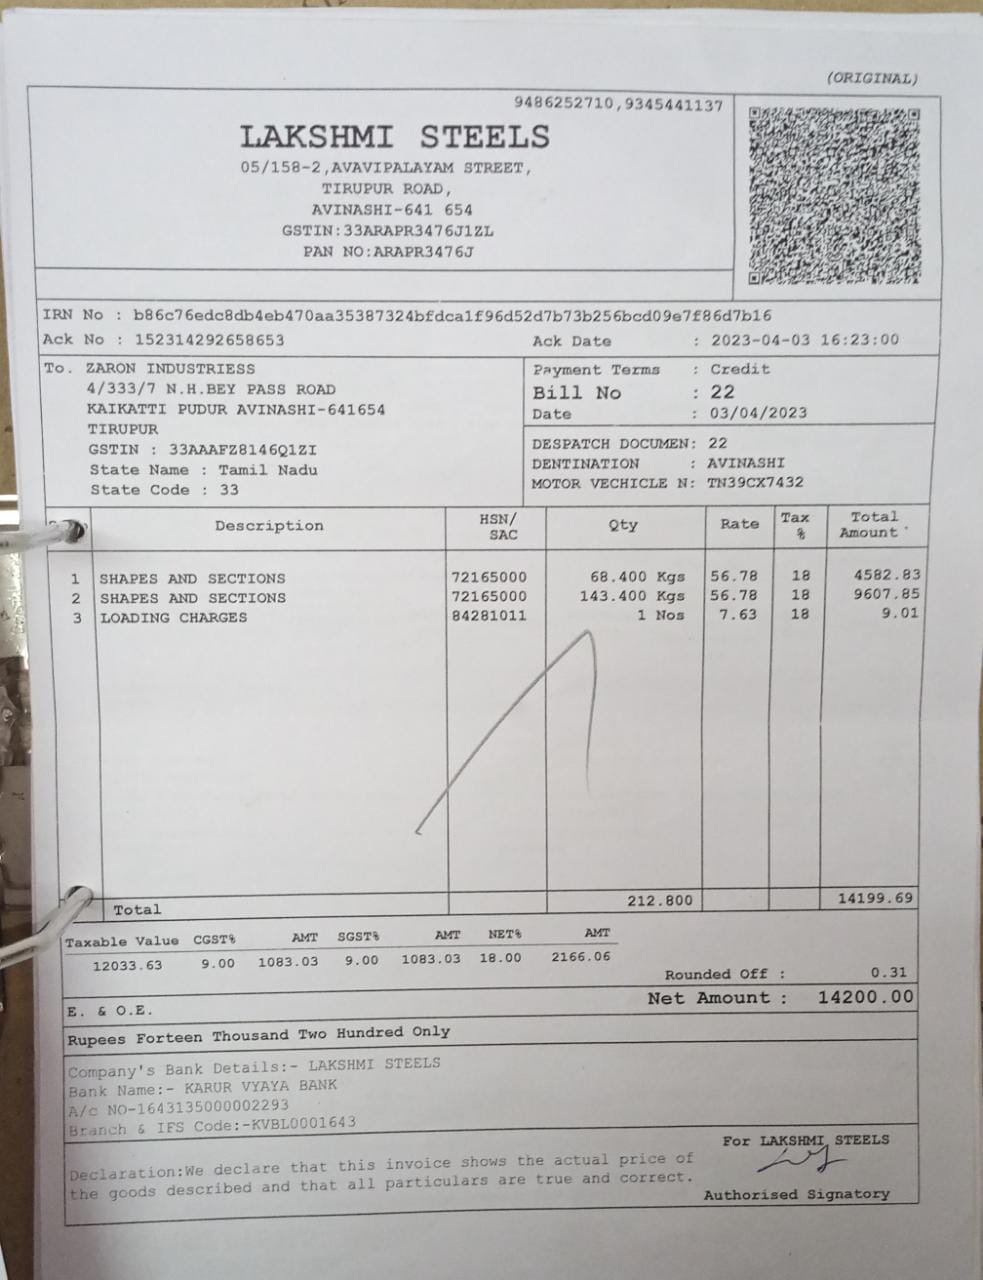 (ORIGINAL)
9486252710,9345441137
LAKSHMI STEELS
05/158-2,AVAVIPALAYAM STREET,
TIRUPUR ROAD,
AVINASHI-641 654
GSTIN:33ARAPR3476J1ZL
PAN NO:ARAPR3476J
IRN No : b86c76edc8db4eb470aa35387324bfdca1f96d52d7b73b256bcd09e7f86d7b16
Ack No : 152314292658653 Ack Date : 2023-04-03 16:23:00
To. ZARON INDUSTRIESS
4/333/7 N.H.BEY PASS ROAD
KAIKATTI PUDUR AVINASHI-641654
TIRUPUR
GSTIN : 33AAAFZ8146Q1ZI
State Name : Tamil Nadu
State Code : 33
Payment Terms : Credit
Bill No : 22
Date : 03/04/2023
DESPATCH DOCUMEN: 22
DENTINATION : AVINASHI
MOTOR VECHICLE N: TN39CX7432
Description HSN/ SAC Qty Rate Tax % Total Amount
1 SHAPES AND SECTIONS 72165000 68.400 Kgs 56.78 18 4582.83
2 SHAPES AND SECTIONS 72165000 143.400 Kgs 56.78 18 9607.85
3 LOADING CHARGES 84281011 1 Nos 7.63 18 9.01
Total 212.800 14199.69
Taxable Value CGST% AMT SGST% AMT NET% AMT
12033.63 9.00 1083.03 9.00 1083.03 18.00 2166.06
Rounded Off : 0.31
E. & O.E. Net Amount : 14200.00
Rupees Forteen Thousand Two Hundred Only
Company's Bank Details:- LAKSHMI STEELS
Bank Name:- KARUR VYAYA BANK
A/c NO-1643135000002293
Branch & IFS Code:-KVBL0001643
For LAKSHMI STEELS
Declaration:We declare that this invoice shows the actual price of
the goods described and that all particulars are true and correct.
Authorised Signatory